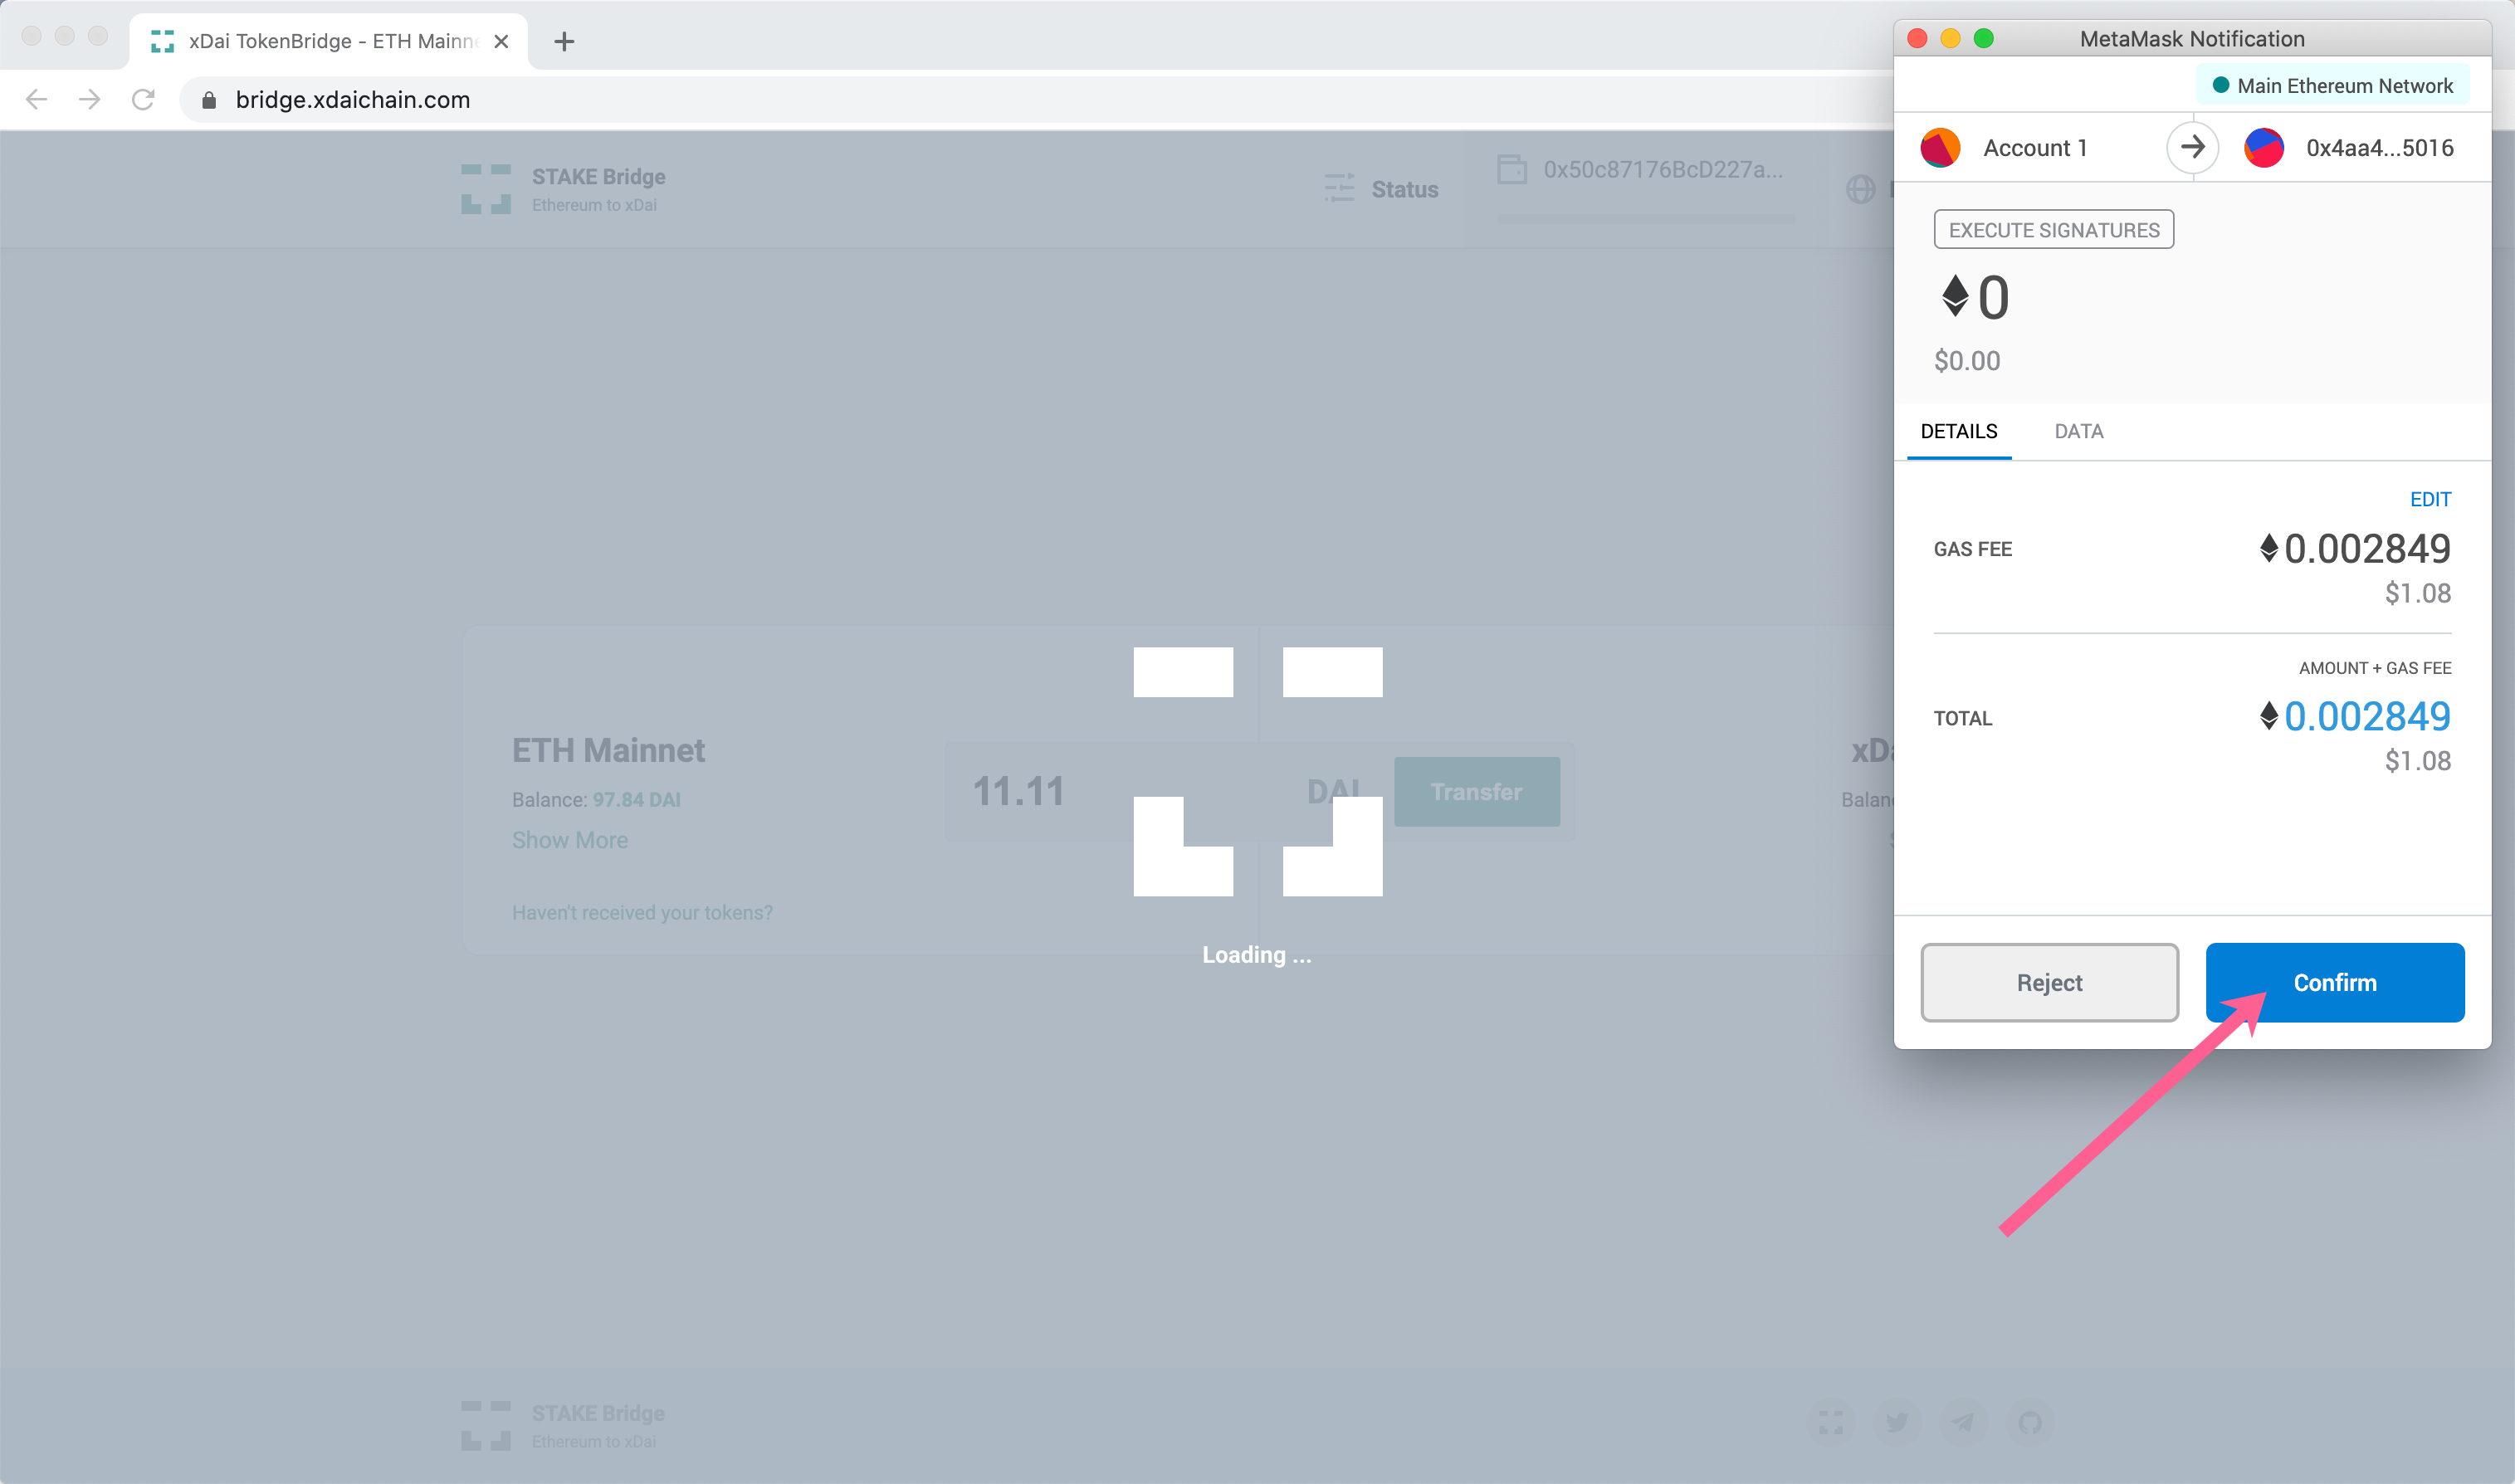 xDai TokenBridge - ETH Mainne
bridge.xdaichain.com
STAKE Bridge
Ethereum to xDai
Status
0x50c87176BcD227a...
ETH Mainnet
Balance: 97.84 DAI
Show More
Haven't received your tokens?
11.11
DAI
Transfer
xDa
Balan
Loading ...
STAKE Bridge
Ethereum to xDai
MetaMask Notification
Main Ethereum Network
Account 1
0x4aa4...5016
EXECUTE SIGNATURES
0
$0.00
DETAILS
DATA
EDIT
GAS FEE
0.002849
$1.08
AMOUNT + GAS FEE
TOTAL
0.002849
$1.08
Reject
Confirm